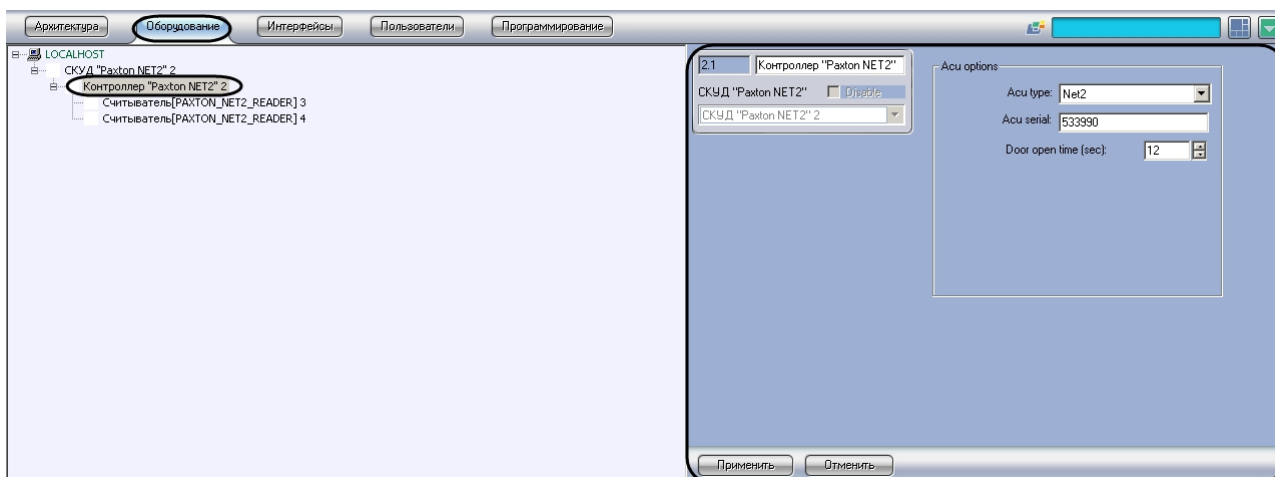 Архитектура Оборудование Интерфейсы Пользователи Программирование
LOCALHOST
СКУД "Paxton NET2" 2
Контроллер "Paxton NET2" 2
Считыватель[PAXTON_NET2_READER] 3
Считыватель[PAXTON_NET2_READER] 4
2.1 Контроллер "Paxton NET2"
СКУД "Paxton NET2" Disable
СКУД "Paxton NET2" 2
Acu options
Acu type: Net2
Acu serial: 533990
Door open time (sec): 12
Применить Отменить